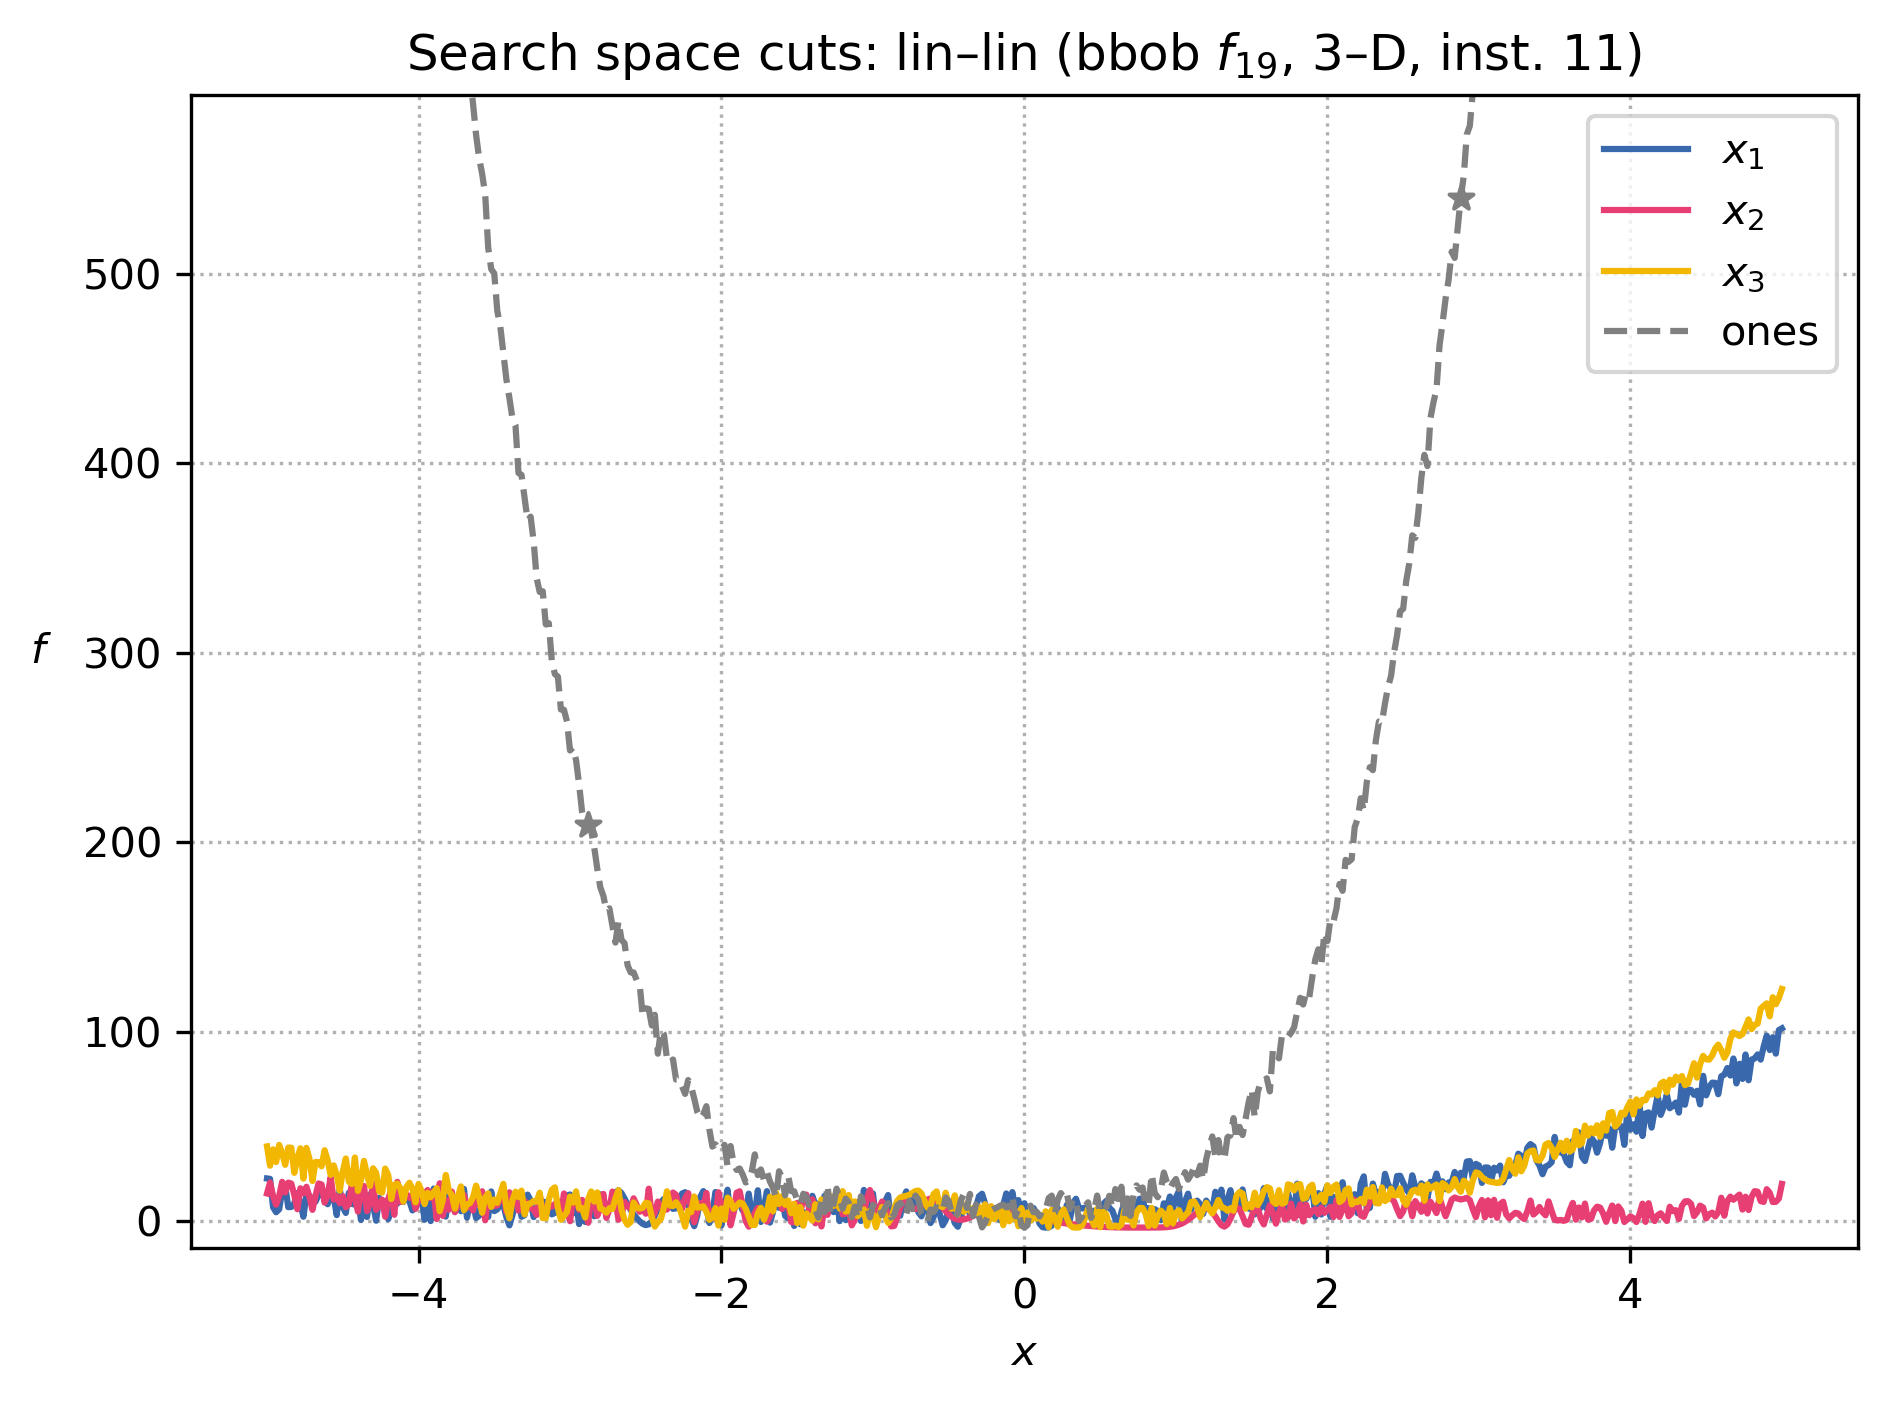 Search space cuts: lin–lin (bbob f₁₉, 3–D, inst. 11)
x₁
x₂
x₃
ones
f
500
400
300
200
100
0
−4 −2 0 2 4
x